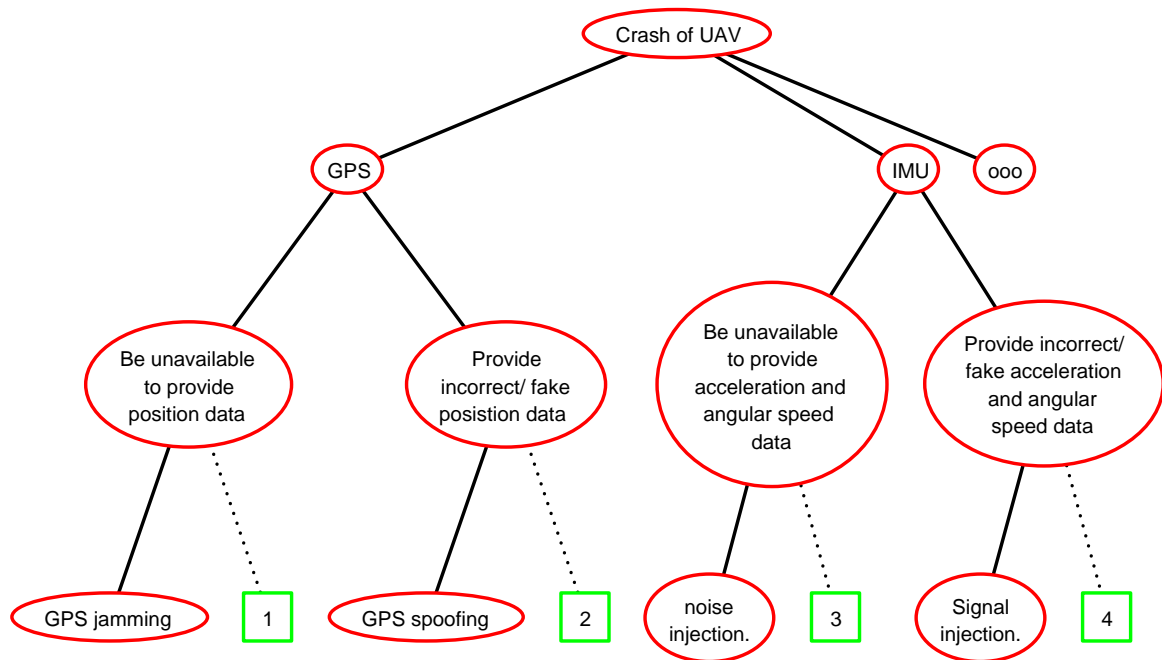 Crash of UAV
GPS
IMU
ooo
Be unavailable
to provide
position data
Provide
incorrect/ fake
posistion data
Be unavailable
to provide
acceleration and
angular speed
data
Provide incorrect/
fake acceleration
and angular
speed data
GPS jamming
1
GPS spoofing
2
noise
injection.
3
Signal
injection.
4